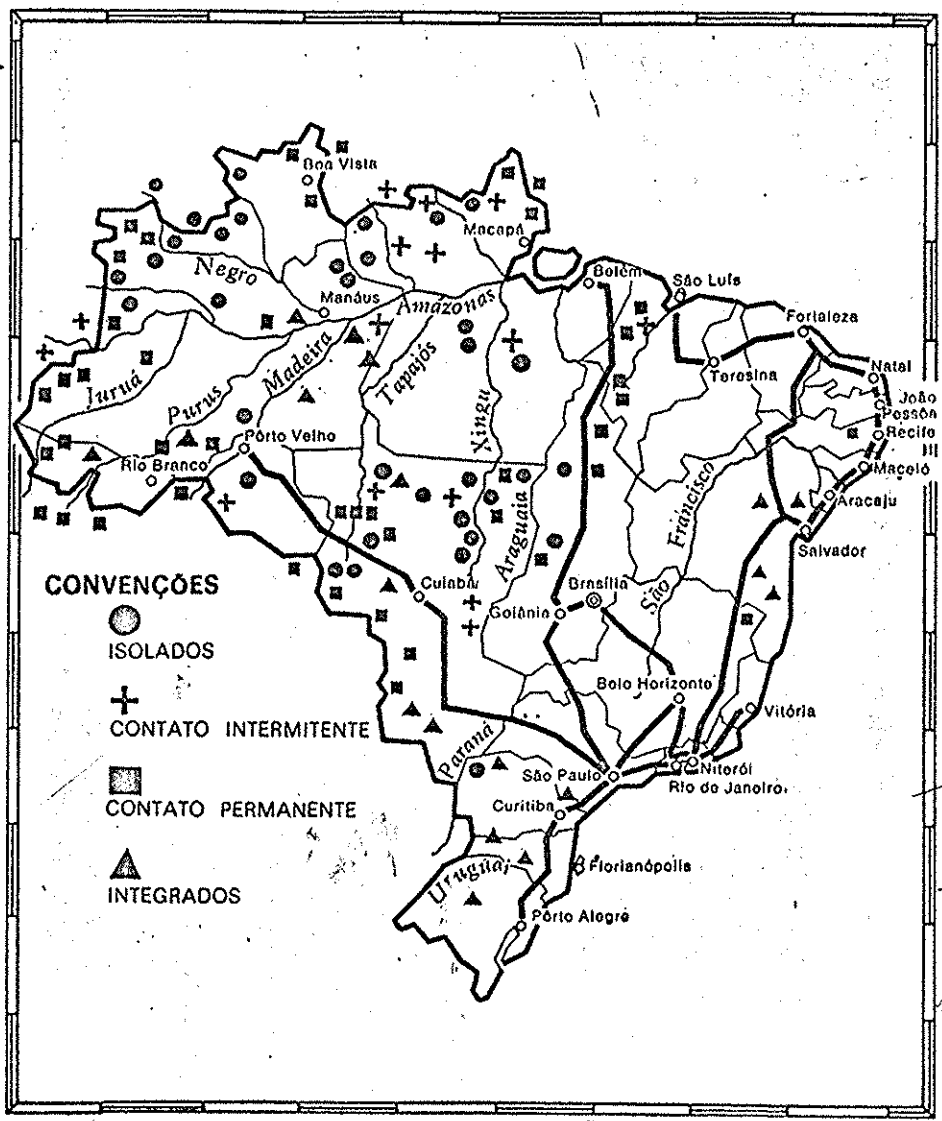 Boa Vista
Macapá
Negro
Manáus
Amazonas
Belém
São Luís
Fortaleza
Juruá
Purus
Madeira
Tapajós
Xingu
Teresina
Natal
João
Pessôa
Recife
Pôrto Velho
Rio Branco
Maceió
Aracaju
Araguaia
São Francisco
Salvador
CONVENÇÕES
Cuiabá
Goiânia
Brasília
ISOLADOS
Belo Horizonte
CONTATO INTERMITENTE
Vitória
Paraná
São Paulo
Niterói
Rio de Janeiro
CONTATO PERMANENTE
Curitiba
Uruguai
Florianópolis
INTEGRADOS
Pôrto Alegre